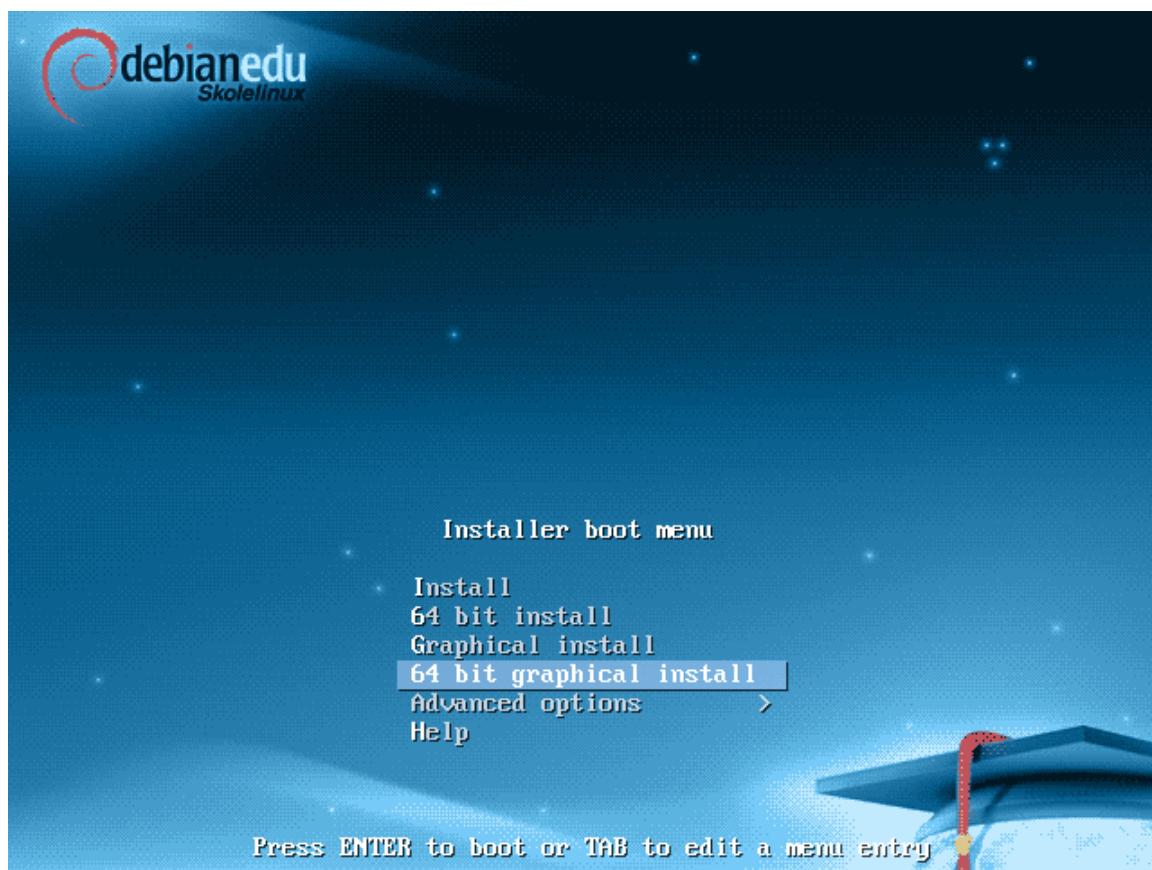 debianedu
Skolelinux
Installer boot menu
Install
64 bit install
Graphical install
64 bit graphical install
Advanced options >
Help
Press ENTER to boot or TAB to edit a menu entry